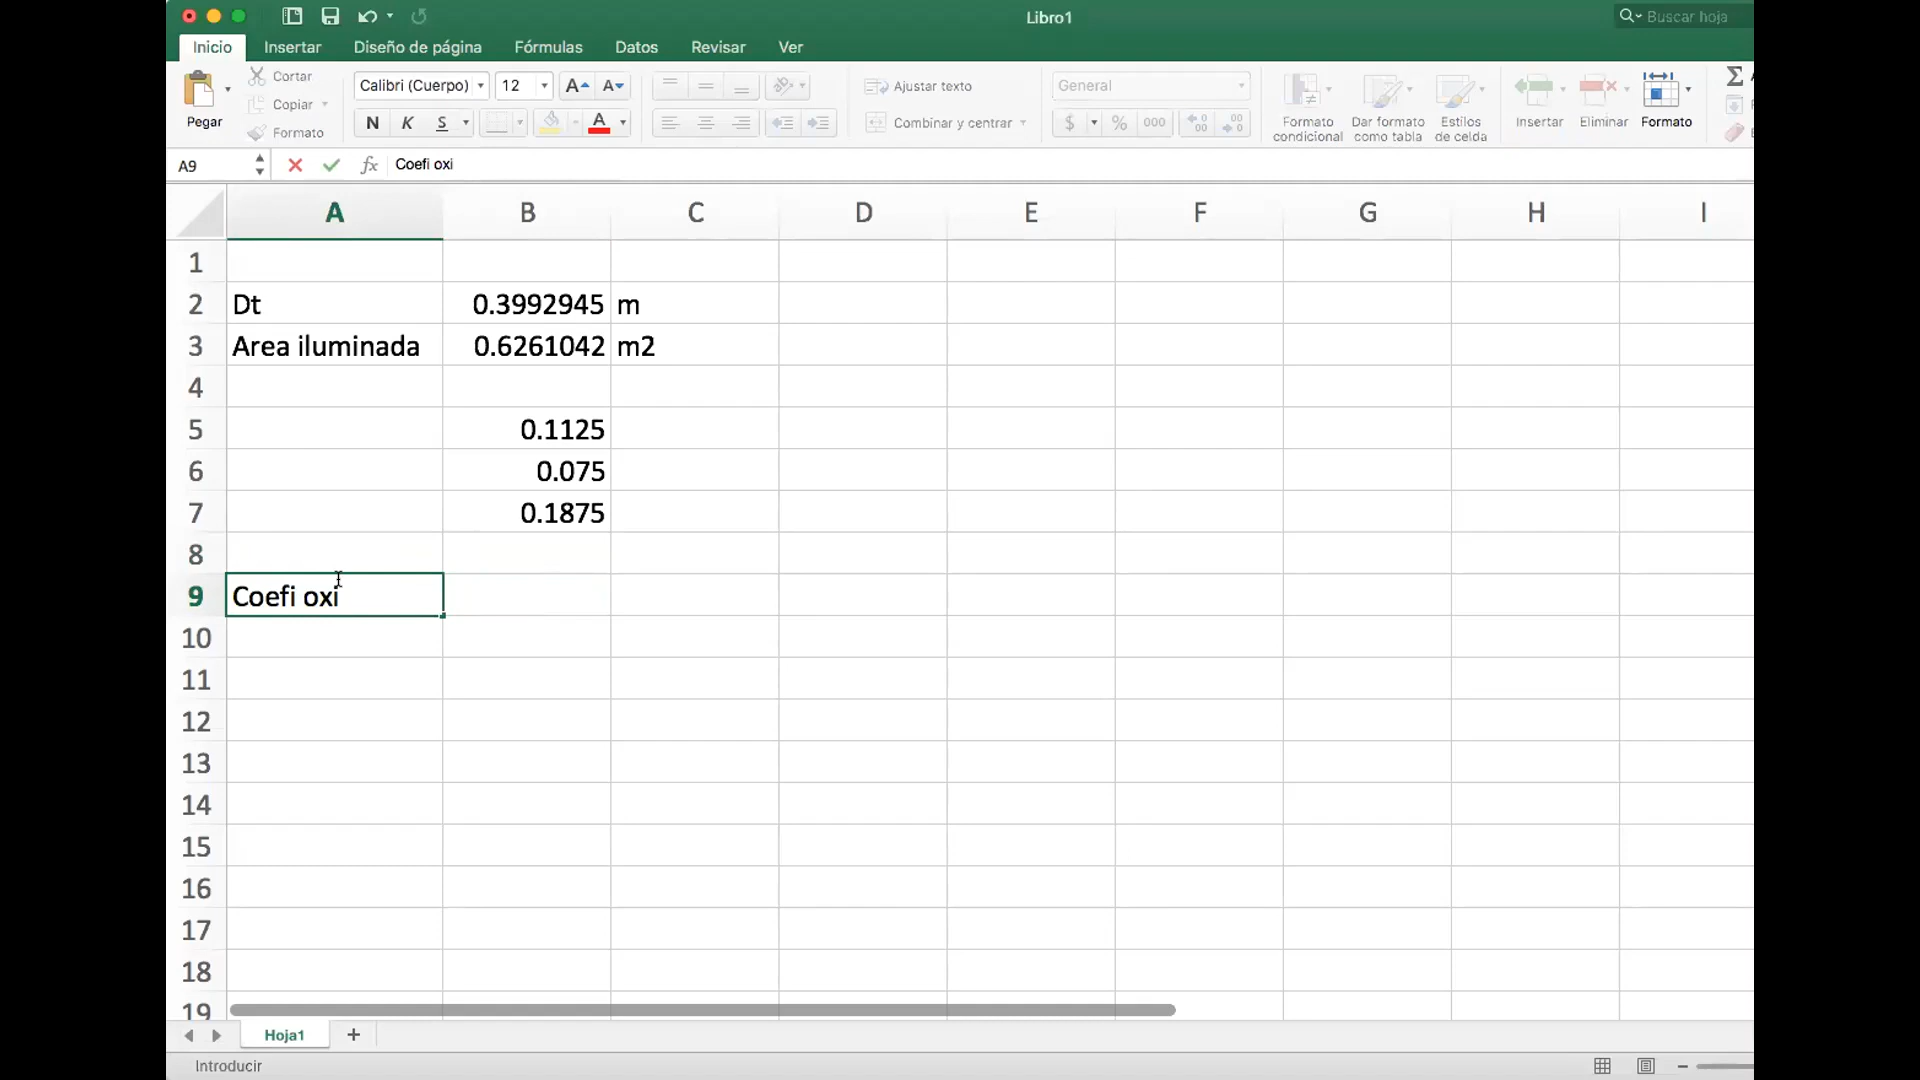 Libro1
Buscar hoja
Inicio Insertar Diseño de página Fórmulas Datos Revisar Ver
Pegar
Cortar
Copiar
Formato
Calibri (Cuerpo) 12
N K S A
Ajustar texto
Combinar y centrar
General
$ % 000
Formato condicional
Dar formato como tabla
Estilos de celda
Insertar
Eliminar
Formato
A9 fx Coefi oxi
A B C D E F G H I
1
2 Dt 0.3992945 m
3 Area iluminada 0.6261042 m2
4
5 0.1125
6 0.075
7 0.1875
8
9 Coefi oxi
10
11
12
13
14
15
16
17
18
19
Hoja1
Introducir